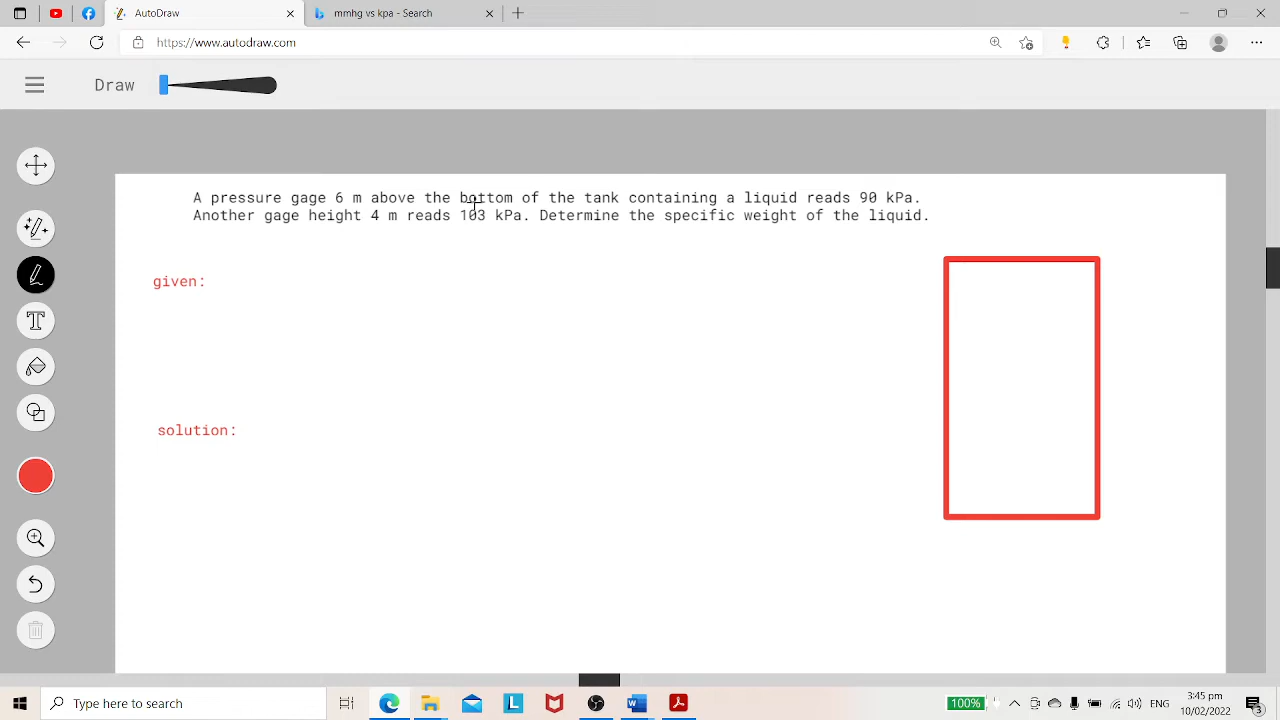 AutoDraw
mmhg vs kpa - Search
https://www.autodraw.com
Draw
A pressure gage 6 m above the bottom of the tank containing a liquid reads 90 kPa.
Another gage height 4 m reads 103 kPa. Determine the specific weight of the liquid.
given:
solution:
Type here to search
100%
ENG
3:45 pm
10/02/2022
3